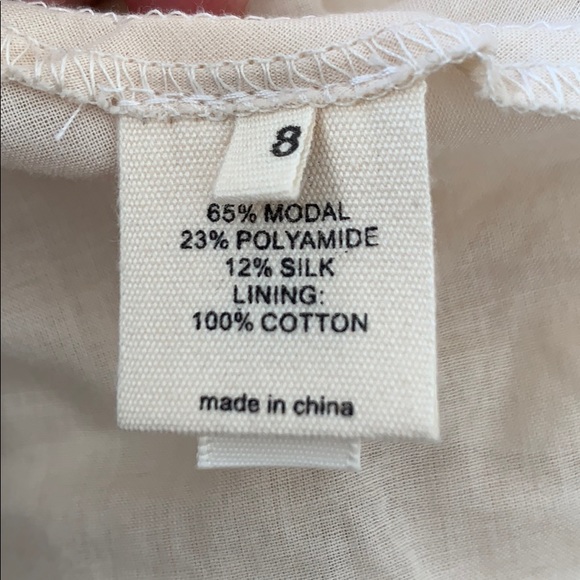 8
65% MODAL
23% POLYAMIDE
12% SILK
LINING:
100% COTTON
made in china